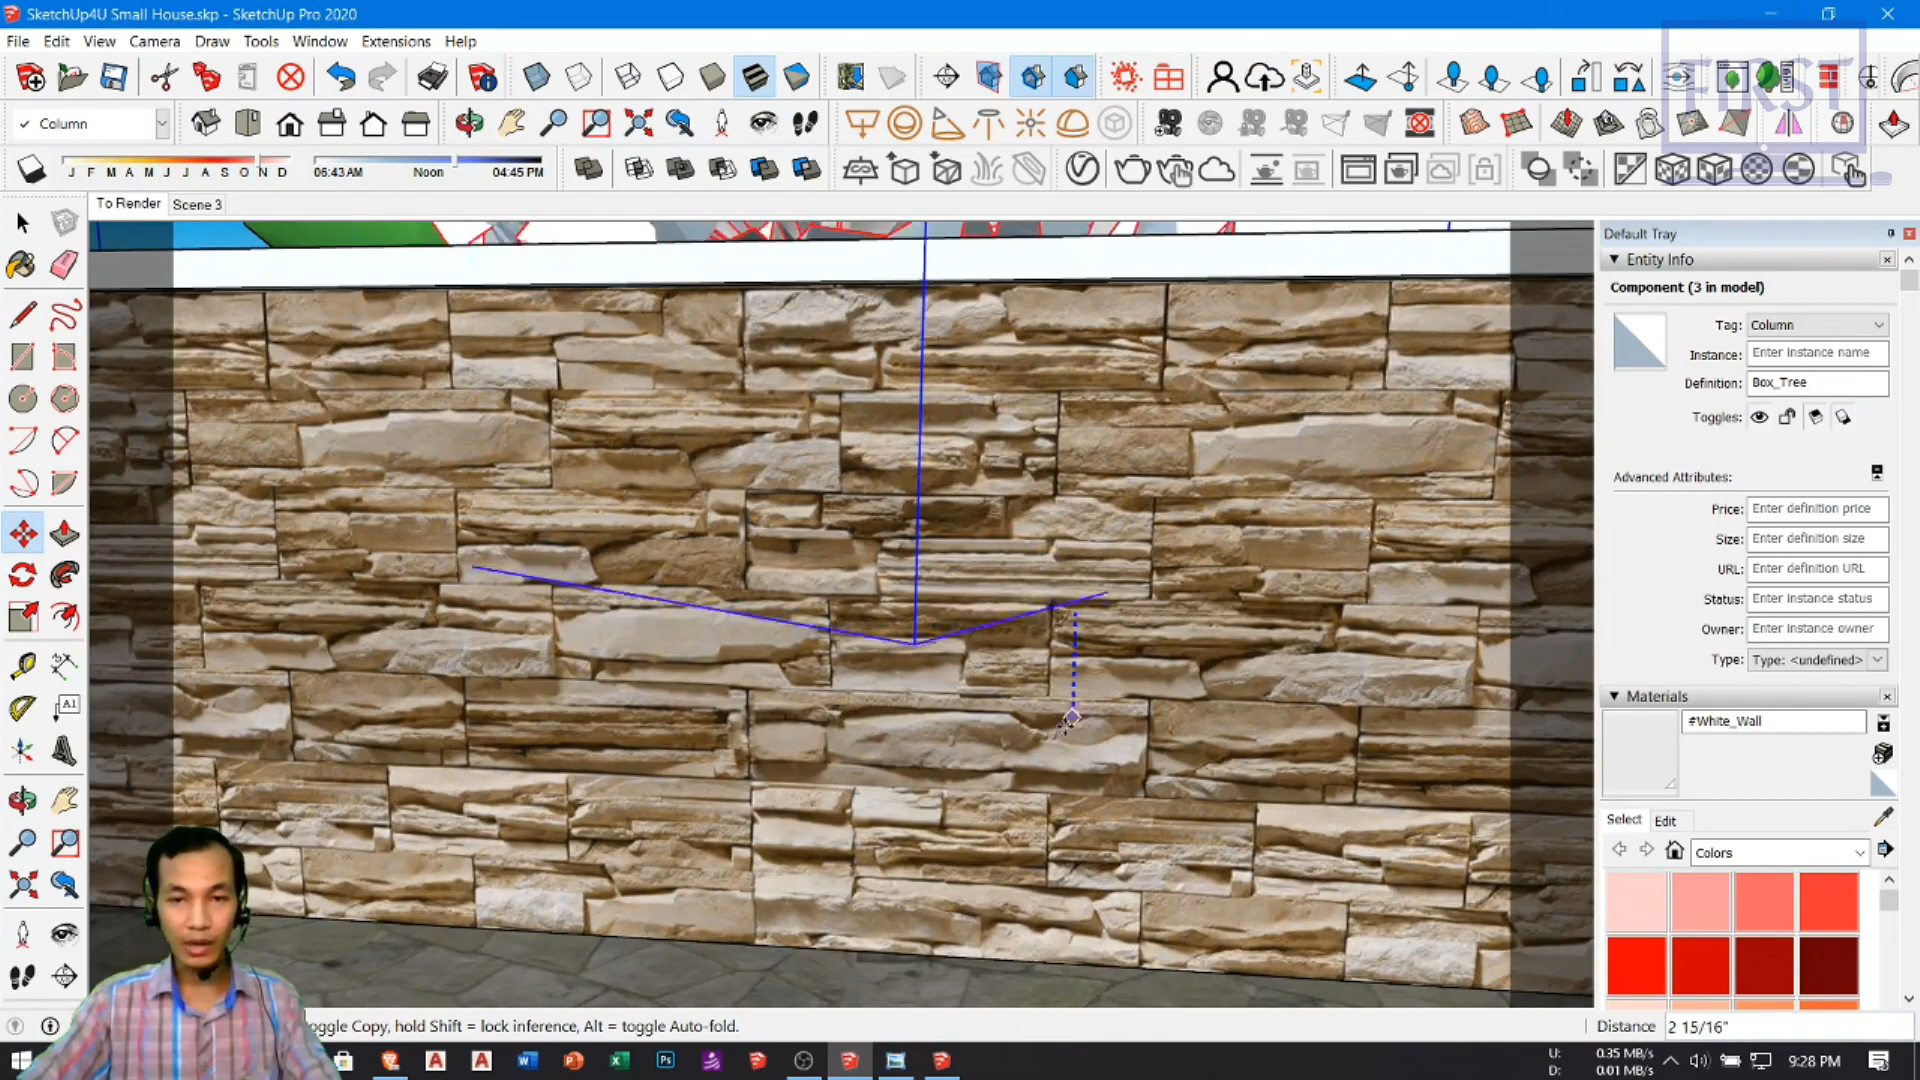 SketchUp4U Small House.skp - SketchUp Pro 2020
File Edit View Camera Draw Tools Window Extensions Help
FIRST
Column
J F M A M J J A S O N D 06:43 AM Noon 04:45 PM
To Render Scene 3
Default Tray
Entity Info
Component (3 in model)
Tag: Column
Instance: Enter instance name
Definition: Box_Tree
Toggles:
Advanced Attributes:
Price: Enter definition price
Size: Enter definition size
URL: Enter definition URL
Status: Enter instance status
Owner: Enter instance owner
Type: Type: <undefined>
Materials
#White_Wall
Select Edit
Colors
oggle Copy, hold Shift = lock inference, Alt = toggle Auto-fold.
Distance 2 15/16"
U: 0.35 MB/s
D: 0.01 MB/s
9:28 PM